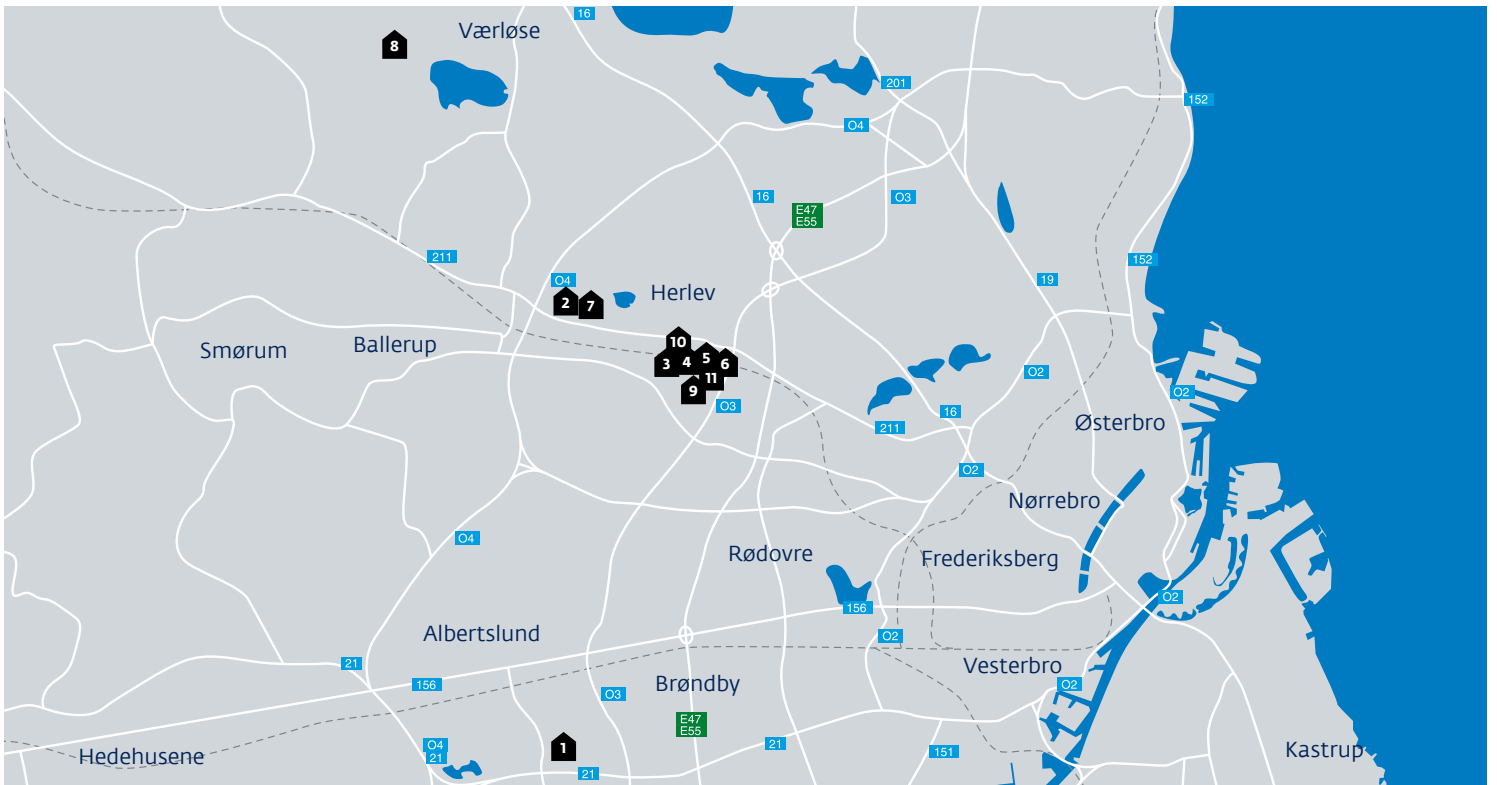 16
Værløse
8
201
152
O4
16
O3
E47
E55
211
152
O4
19
Herlev
2
7
10
Smørum
Ballerup
3
4
5
6
11
9
O3
O2
O2
16
211
Østerbro
O2
Nørrebro
O4
Rødovre
Frederiksberg
O2
156
Albertslund
O2
21
Vesterbro
156
Brøndby
O2
O3
E47
E55
O4
21
1
21
151
Hedehusene
Kastrup
21